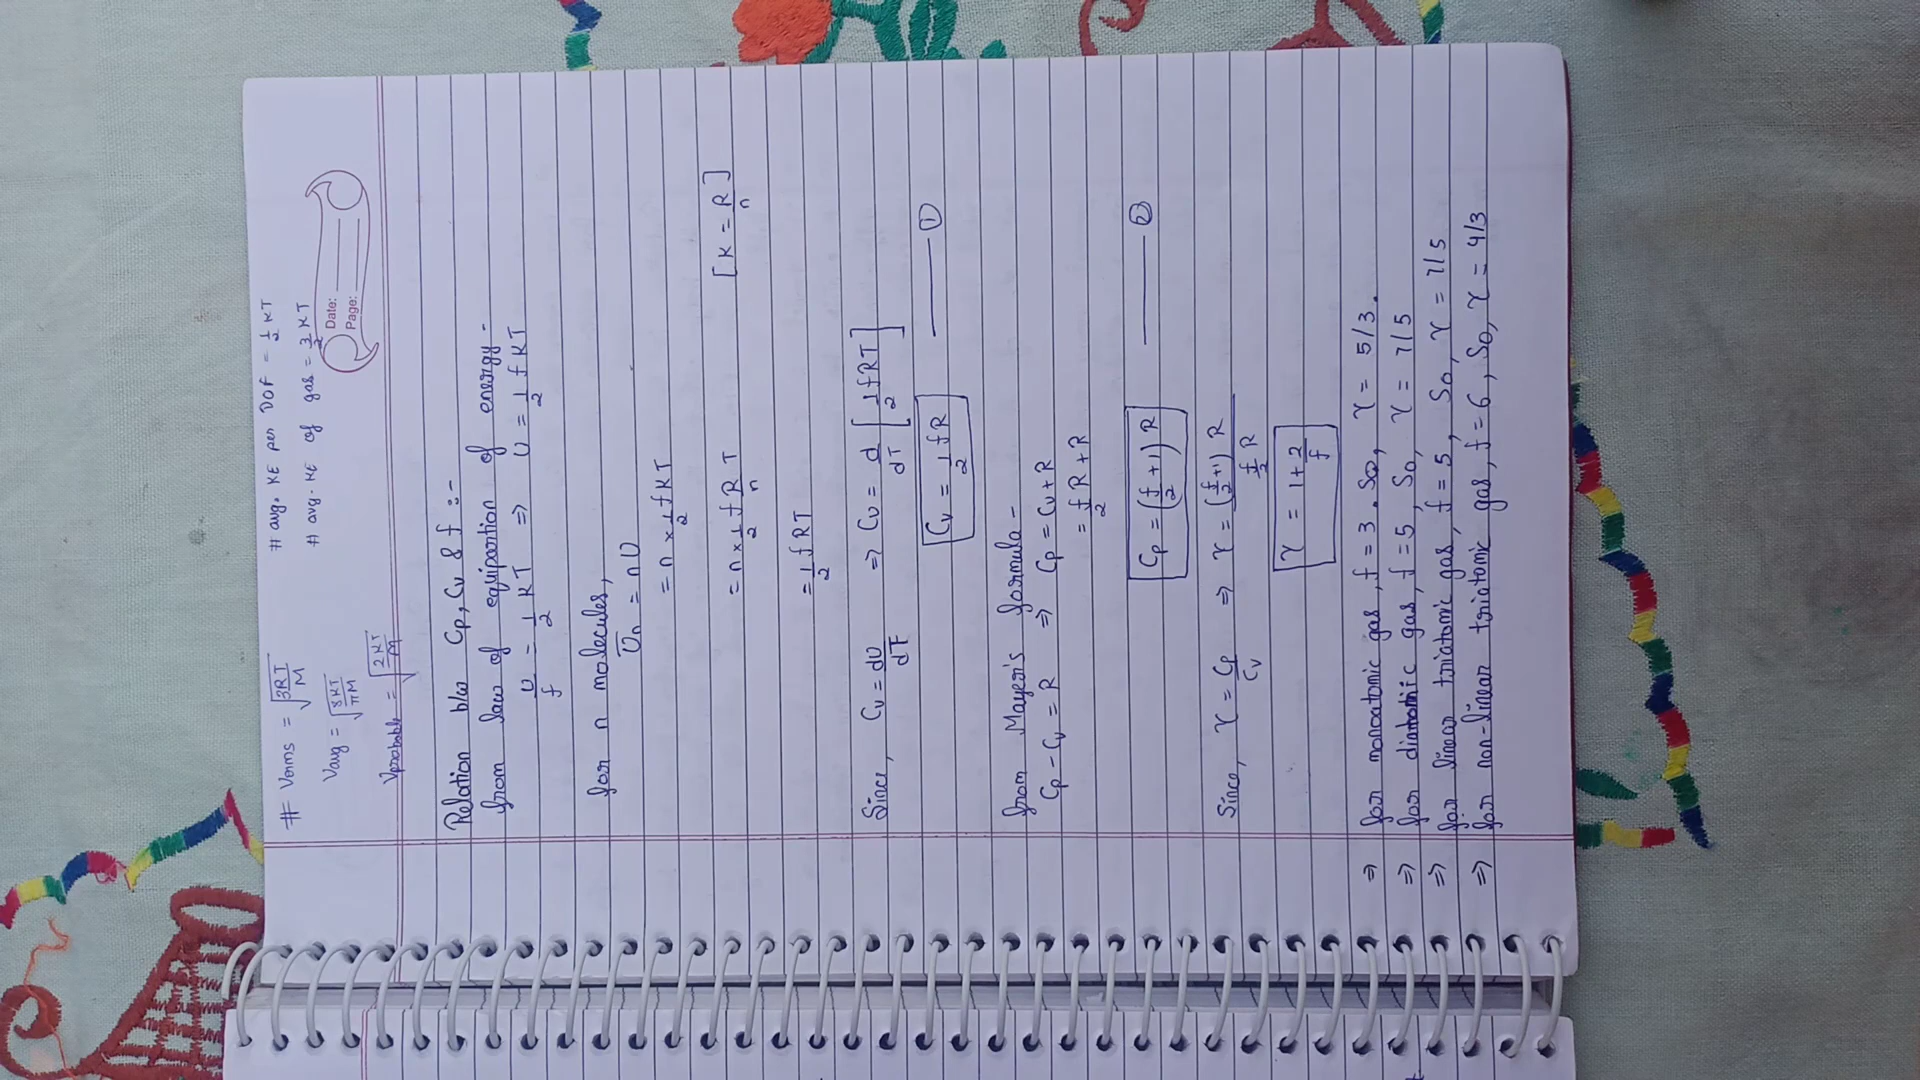 # Vrms = √(3RT/M)
# avg. KE per DOF = 1/2 KT
Vavg = √(8KT/πM)
# avg. KE of gas = 3/2 KT
Vprobable = √(2KT/M)
Date:
Page:
Relation b/w Cp, Cv & f :-
from law of equipartion of energy -
U/f = 1/2 KT ⇒ U = 1/2 f KT
for n molecules,
U̅n = nU
= n × 1/2 f KT
= n × 1/2 f R/n T [K = R/n]
= 1/2 f RT
Since, Cv = dU/dT ⇒ Cv = d/dT [1/2 fRT]
Cv = 1/2 fR —— ①
from Mayer's formula -
Cp - Cv = R ⇒ Cp = Cv + R
= f/2 R + R
Cp = (f/2 + 1) R —— ②
Since, γ = Cp/Cv ⇒ γ = (f/2 + 1) R / f/2 R
γ = 1 + 2/f
⇒ for monoatomic gas, f = 3. So, γ = 5/3.
⇒ for diatomic gas, f = 5, So, γ = 7/5
⇒ for linear triatomic gas, f = 5, So, γ = 7/5
⇒ for non-linear triatomic gas, f = 6, So, γ = 4/3